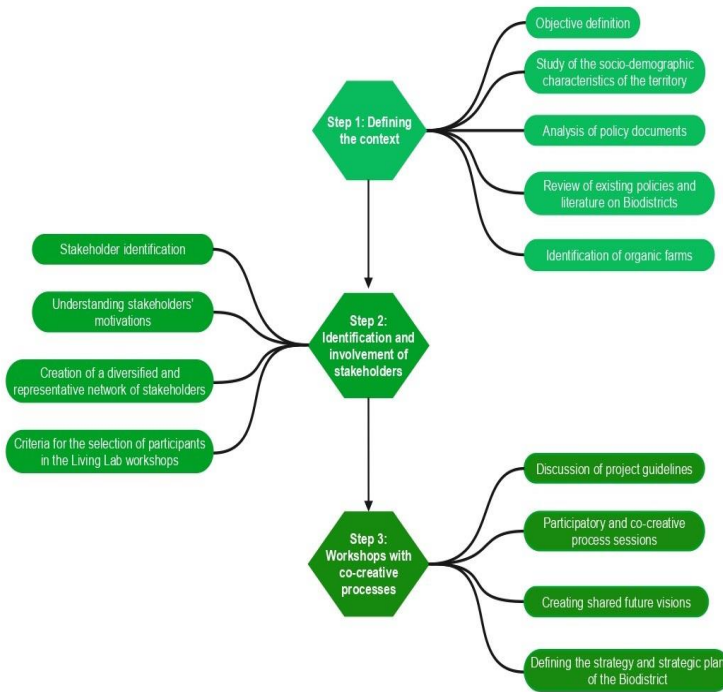 Step 1: Defining
the context
Objective definition
Study of the socio-demographic
characteristics of the territory
Analysis of policy documents
Review of existing policies and
literature on Biodistricts
Identification of organic farms
Step 2:
Identification and
involvement of
stakeholders
Stakeholder identification
Understanding stakeholders'
motivations
Creation of a diversified and
representative network of stakeholders
Criteria for the selection of participants
in the Living Lab workshops
Step 3:
Workshops with
co-creative
processes
Discussion of project guidelines
Participatory and co-creative
process sessions
Creating shared future visions
Defining the strategy and strategic plan
of the Biodistrict